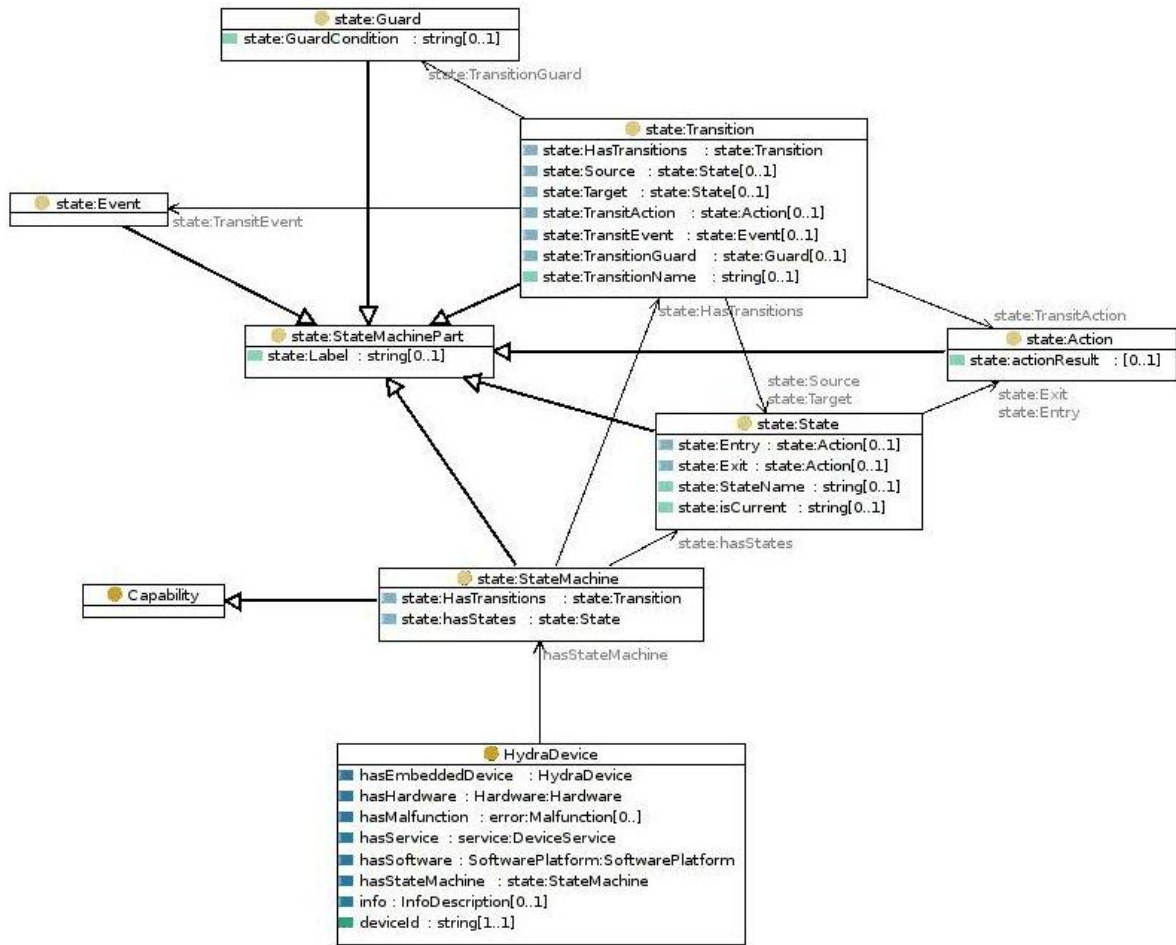 state:Guard
state:GuardCondition : string[0..1]
state:TransitionGuard
state:Transition
state:HasTransitions : state:Transition
state:Source : state:State[0..1]
state:Target : state:State[0..1]
state:TransitAction : state:Action[0..1]
state:TransitEvent : state:Event[0..1]
state:TransitionGuard : state:Guard[0..1]
state:TransitionName : string[0..1]
state:Event
state:TransitEvent
state:HasTransitions
state:TransitAction
state:StateMachinePart
state:Label : string[0..1]
state:Action
state:actionResult : [0..1]
state:Source
state:Target
state:Exit
state:Entry
state:State
state:Entry : state:Action[0..1]
state:Exit : state:Action[0..1]
state:StateName : string[0..1]
state:isCurrent : string[0..1]
state:hasStates
state:StateMachine
state:HasTransitions : state:Transition
state:hasStates : state:State
Capability
hasStateMachine
HydraDevice
hasEmbeddedDevice : HydraDevice
hasHardware : Hardware:Hardware
hasMalfunction : error:Malfunction[0..]
hasService : service:DeviceService
hasSoftware : SoftwarePlatform:SoftwarePlatform
hasStateMachine : state:StateMachine
info : InfoDescription[0..1]
deviceId : string[1..1]